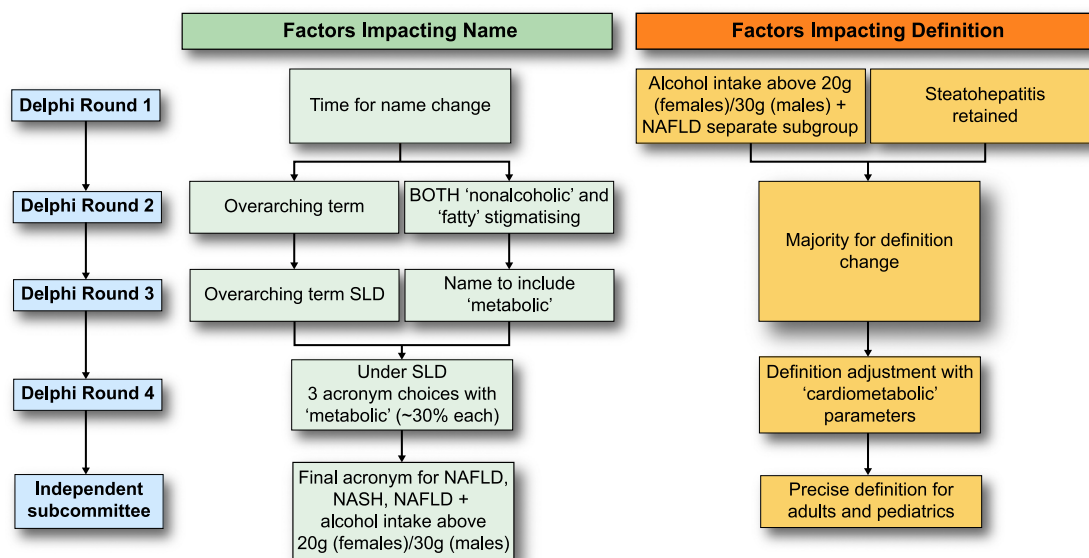 Factors Impacting Name
Factors Impacting Definition
Delphi Round 1
Time for name change
Alcohol intake above 20g
(females)/30g (males) +
NAFLD separate subgroup
Steatohepatitis
retained
Delphi Round 2
Overarching term
BOTH ‘nonalcoholic’ and
‘fatty’ stigmatising
Majority for definition
change
Delphi Round 3
Overarching term SLD
Name to include
‘metabolic’
Delphi Round 4
Under SLD
3 acronym choices with
‘metabolic’ (~30% each)
Definition adjustment with
‘cardiometabolic’
parameters
Independent
subcommittee
Final acronym for NAFLD,
NASH, NAFLD +
alcohol intake above
20g (females)/30g (males)
Precise definition for
adults and pediatrics